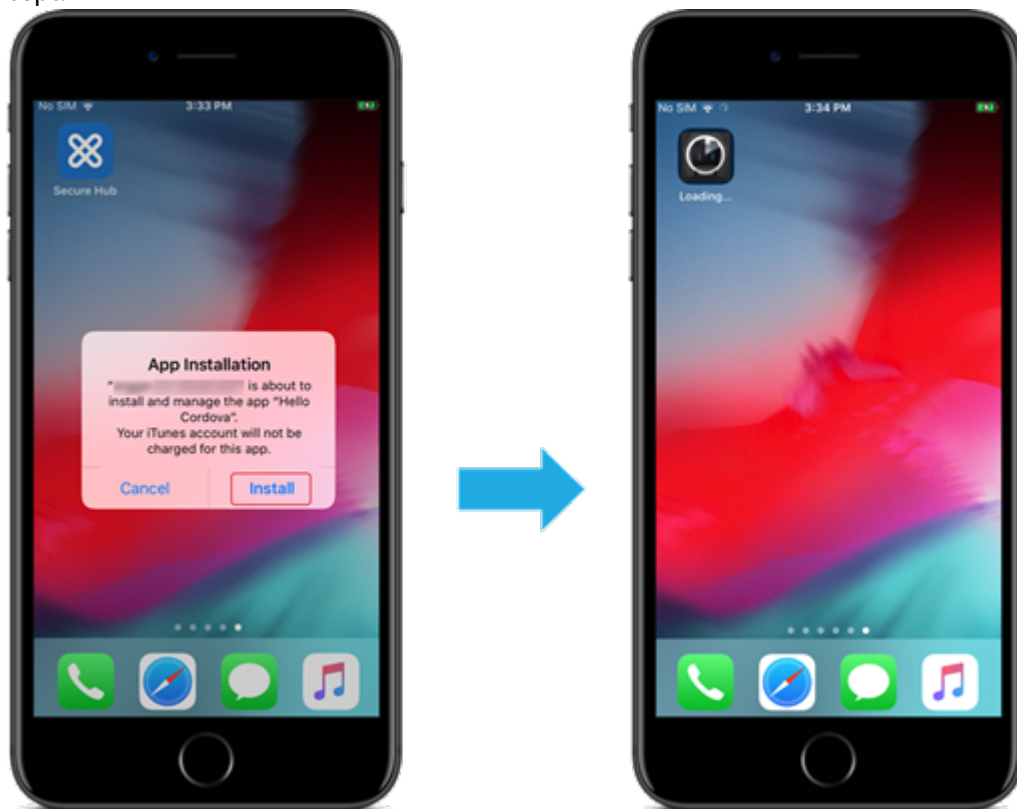 No SIM 3:33 PM
Secure Hub
App Installation
" is about to
install and manage the app "Hello
Cordova".
Your iTunes account will not be
charged for this app.
Cancel Install
No SIM 3:34 PM
Loading...